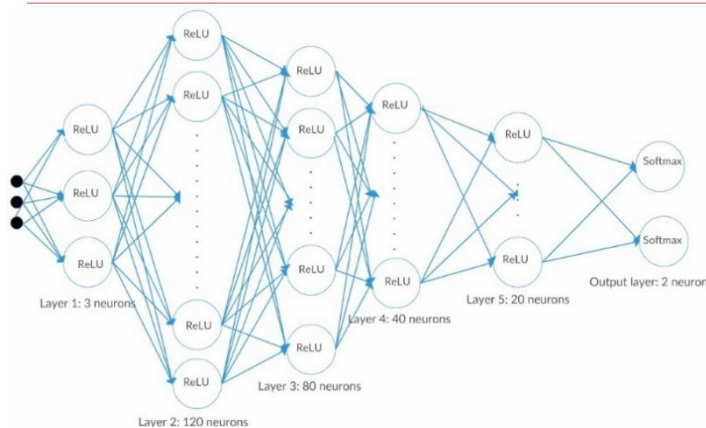 ReLU
ReLU
ReLU
ReLU
ReLU
ReLU
ReLU
Layer 1: 3 neurons
Layer 2: 120 neurons
ReLU
ReLU
ReLU
ReLU
Layer 3: 80 neurons
ReLU
ReLU
Layer 4: 40 neurons
ReLU
ReLU
Layer 5: 20 neurons
Softmax
Softmax
Output layer: 2 neuron